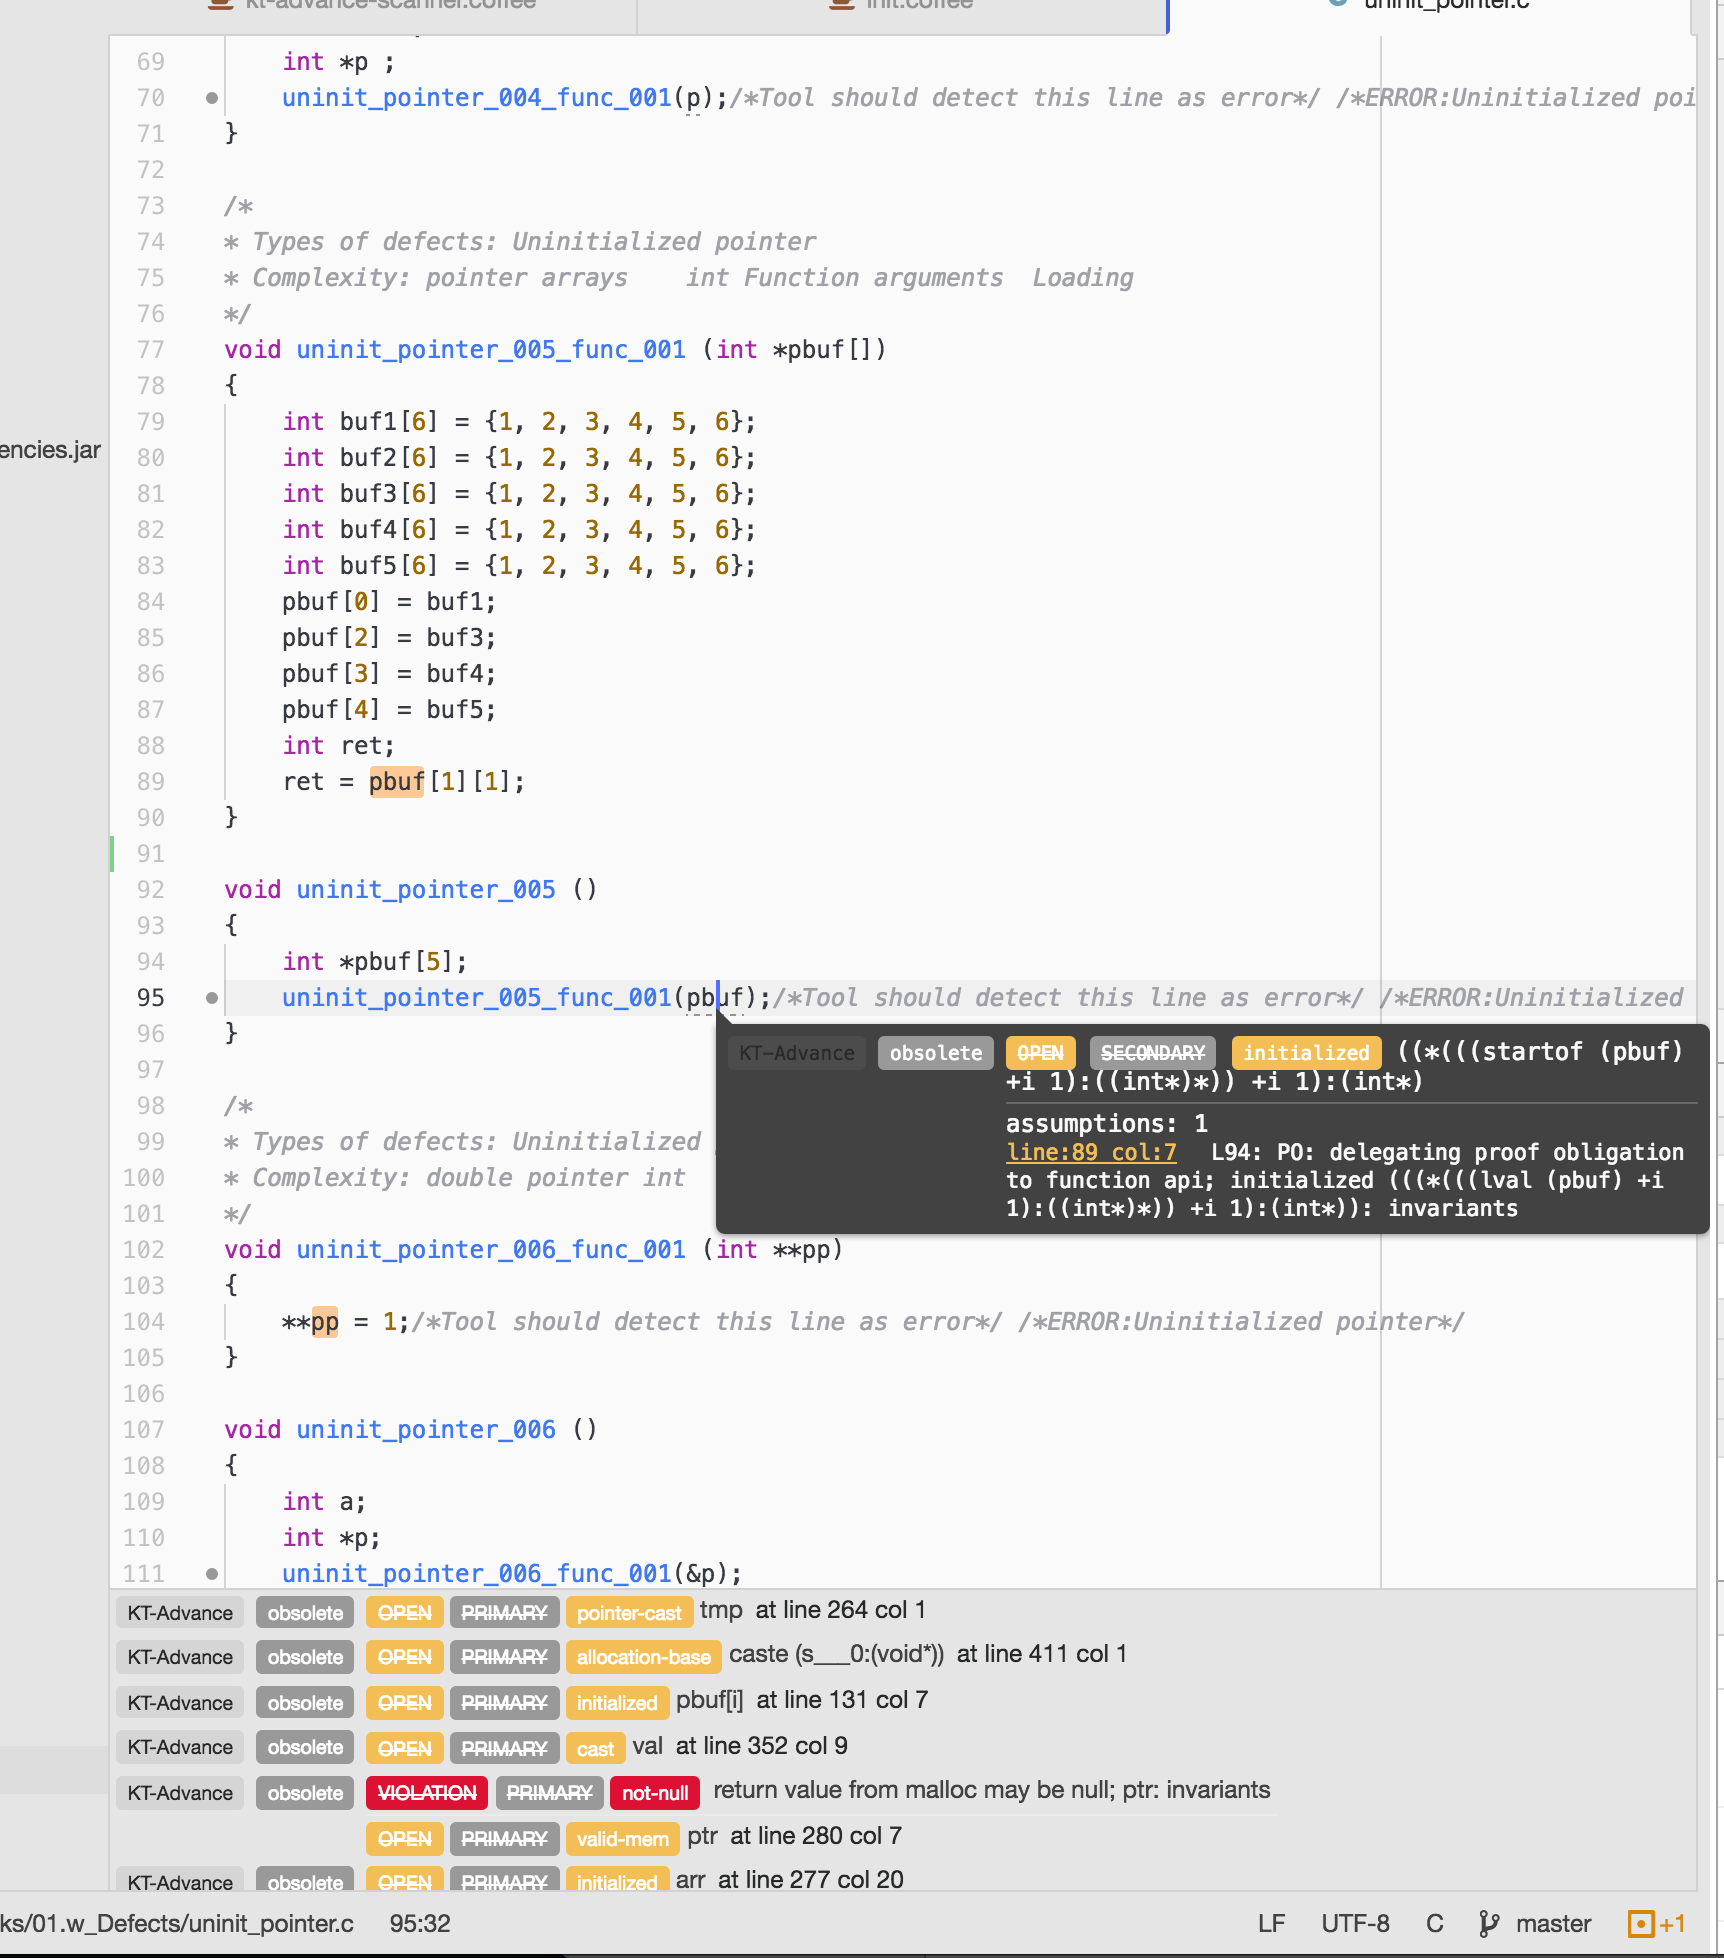 kt-advance-scanner.coffee init.coffee uninit_pointer.c
encies.jar
69 int *p ;
70 uninit_pointer_004_func_001(p);/*Tool should detect this line as error*/ /*ERROR:Uninitialized poi
71 }
72
73 /*
74 * Types of defects: Uninitialized pointer
75 * Complexity: pointer arrays    int Function arguments  Loading
76 */
77 void uninit_pointer_005_func_001 (int *pbuf[])
78 {
79 int buf1[6] = {1, 2, 3, 4, 5, 6};
80 int buf2[6] = {1, 2, 3, 4, 5, 6};
81 int buf3[6] = {1, 2, 3, 4, 5, 6};
82 int buf4[6] = {1, 2, 3, 4, 5, 6};
83 int buf5[6] = {1, 2, 3, 4, 5, 6};
84 pbuf[0] = buf1;
85 pbuf[2] = buf3;
86 pbuf[3] = buf4;
87 pbuf[4] = buf5;
88 int ret;
89 ret = pbuf[1][1];
90 }
91
92 void uninit_pointer_005 ()
93 {
94 int *pbuf[5];
95 uninit_pointer_005_func_001(pbuf);/*Tool should detect this line as error*/ /*ERROR:Uninitialized
96 }
97
98 /*
99 * Types of defects: Uninitialized
100 * Complexity: double pointer int
101 */
102 void uninit_pointer_006_func_001 (int **pp)
103 {
104 **pp = 1;/*Tool should detect this line as error*/ /*ERROR:Uninitialized pointer*/
105 }
106
107 void uninit_pointer_006 ()
108 {
109 int a;
110 int *p;
111 uninit_pointer_006_func_001(&p);
KT-Advance obsolete OPEN SECONDARY initialized ((*(((startof (pbuf)
+i 1):((int*)*)) +i 1):(int*)
assumptions: 1
line:89 col:7 L94: PO: delegating proof obligation
to function api; initialized (((*(((lval (pbuf) +i
1):((int*)*)) +i 1):(int*)): invariants
KT-Advance obsolete OPEN PRIMARY pointer-cast tmp at line 264 col 1
KT-Advance obsolete OPEN PRIMARY allocation-base caste (s___0:(void*)) at line 411 col 1
KT-Advance obsolete OPEN PRIMARY initialized pbuf[i] at line 131 col 7
KT-Advance obsolete OPEN PRIMARY cast val at line 352 col 9
KT-Advance obsolete VIOLATION PRIMARY not-null return value from malloc may be null; ptr: invariants
OPEN PRIMARY valid-mem ptr at line 280 col 7
KT-Advance obsolete OPEN PRIMARY initialized arr at line 277 col 20
ks/01.w_Defects/uninit_pointer.c 95:32 LF UTF-8 C master +1